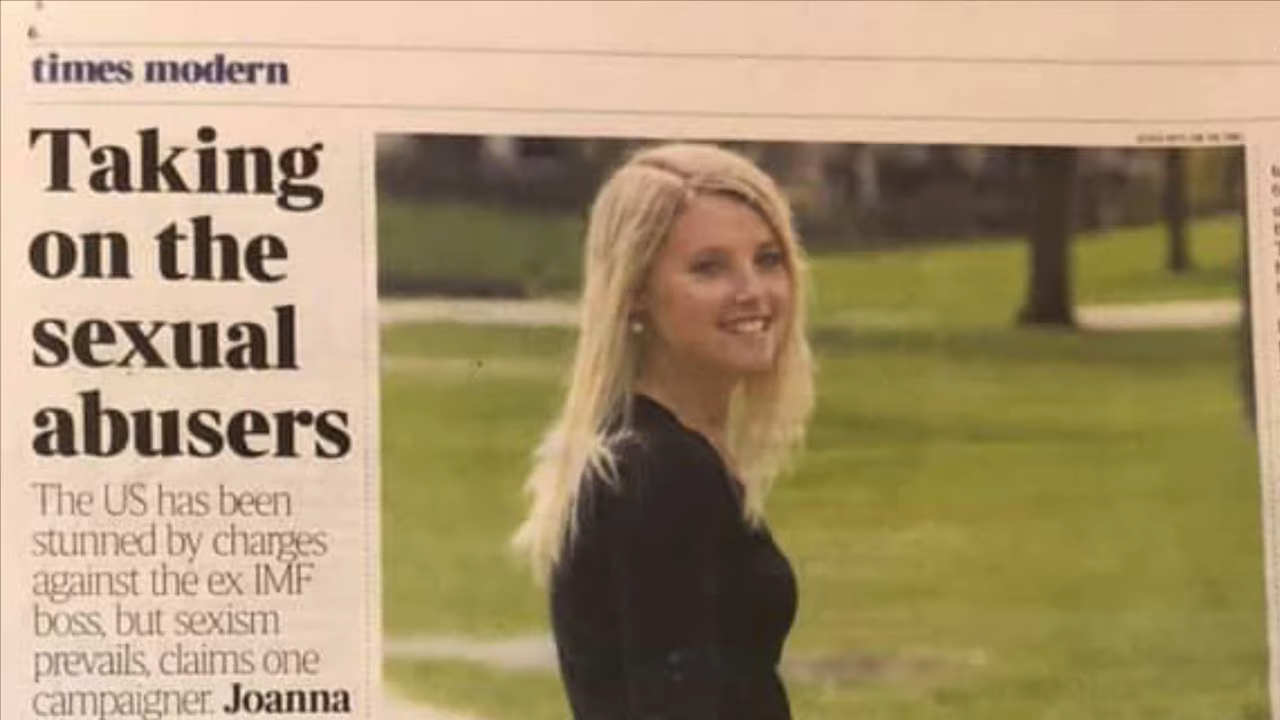 times modern
Taking
on the
sexual
abusers
The US has been
stunned by charges
against the ex IMF
boss, but sexism
prevails, claims one
campaigner. Joanna